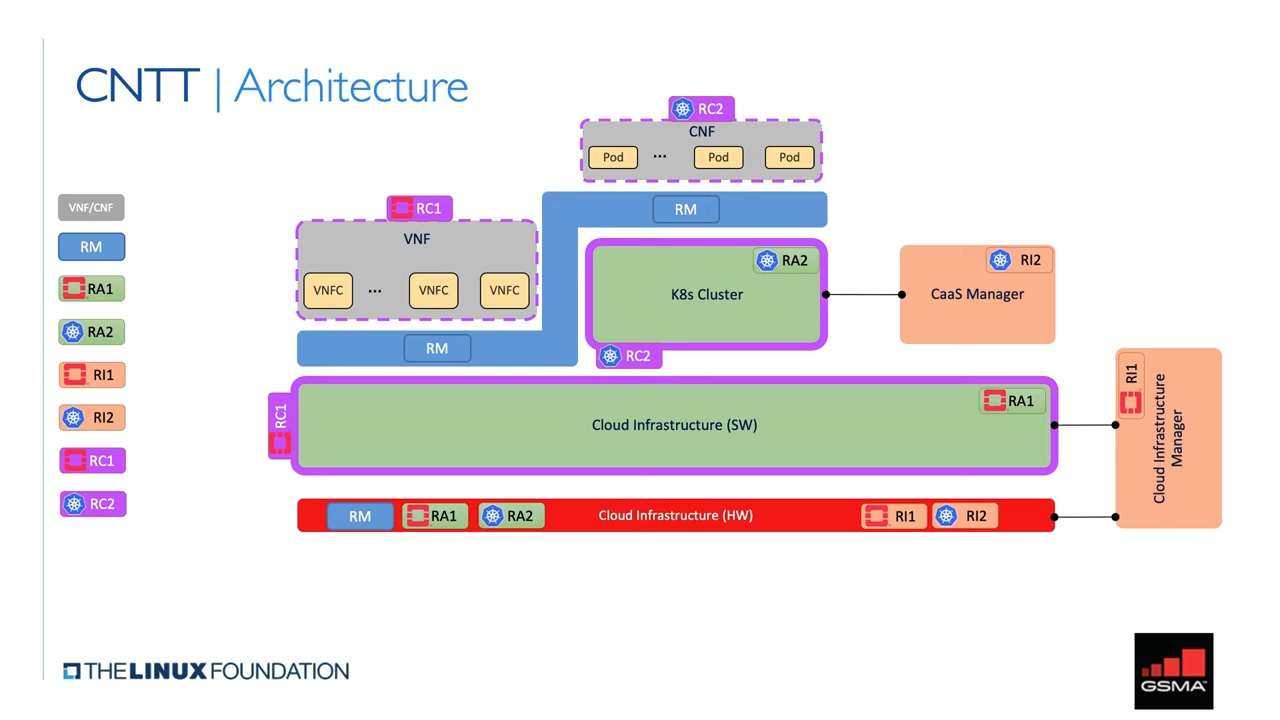 CNTT | Architecture
RC2
CNF
Pod ... Pod Pod
VNF/CNF
RM
RA1
RA2
RI1
RI2
RC1
RC2
RC1
VNF
VNFC ... VNFC VNFC
RM
RM
RA2
K8s Cluster
RC2
RI2
CaaS Manager
RC1
RA1
Cloud Infrastructure (SW)
RI1
Cloud Infrastructure
Manager
RM RA1 RA2 Cloud Infrastructure (HW) RI1 RI2
THE LINUX FOUNDATION
GSMA™